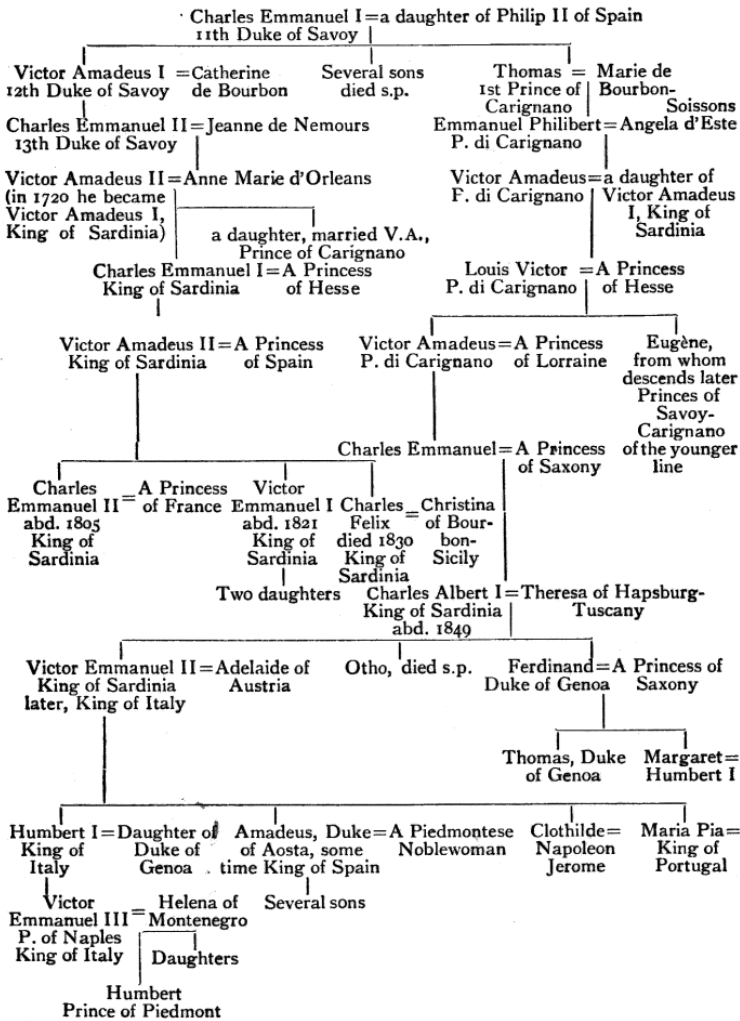 Charles Emmanuel I = a daughter of Philip II of Spain
11th Duke of Savoy
Victor Amadeus I = Catherine
12th Duke of Savoy de Bourbon
Several sons
died s.p.
Thomas = Marie de
1st Prince of Bourbon-
Carignano Soissons
Charles Emmanuel II = Jeanne de Nemours
13th Duke of Savoy
Emmanuel Philibert = Angela d'Este
P. di Carignano
Victor Amadeus II = Anne Marie d'Orleans
(in 1720 he became
Victor Amadeus I,
King of Sardinia)
Victor Amadeus = a daughter of
P. di Carignano Victor Amadeus
I, King of
Sardinia
a daughter, married V.A.,
Prince of Carignano
Charles Emmanuel I = A Princess
King of Sardinia of Hesse
Louis Victor = A Princess
P. di Carignano of Hesse
Victor Amadeus II = A Princess
King of Sardinia of Spain
Victor Amadeus = A Princess
P. di Carignano of Lorraine
Eugène,
from whom
descends later
Princes of
Savoy-
Carignano
of the younger
line
Charles Emmanuel = A Princess
of Saxony
Charles
Emmanuel II = A Princess
abd. 1805 of France
King of
Sardinia
Victor
Emmanuel I
abd. 1821
King of
Sardinia
Two daughters
Charles = Christina
Felix of Bour-
died 1830 bon-
King of Sicily
Sardinia
Charles Albert I = Theresa of Hapsburg-
King of Sardinia Tuscany
abd. 1849
Victor Emmanuel II = Adelaide of
King of Sardinia Austria
later, King of Italy
Otho, died s.p.
Ferdinand = A Princess of
Duke of Genoa Saxony
Thomas, Duke
of Genoa
Margaret =
Humbert I
Humbert I = Daughter of
King of Duke of
Italy Genoa
Amadeus, Duke = A Piedmontese
of Aosta, some Noblewoman
time King of Spain
Clothilde =
Napoleon
Jerome
Maria Pia =
King of
Portugal
Several sons
Victor
Emmanuel III = Helena of
P. of Naples Montenegro
King of Italy
Daughters
Humbert
Prince of Piedmont